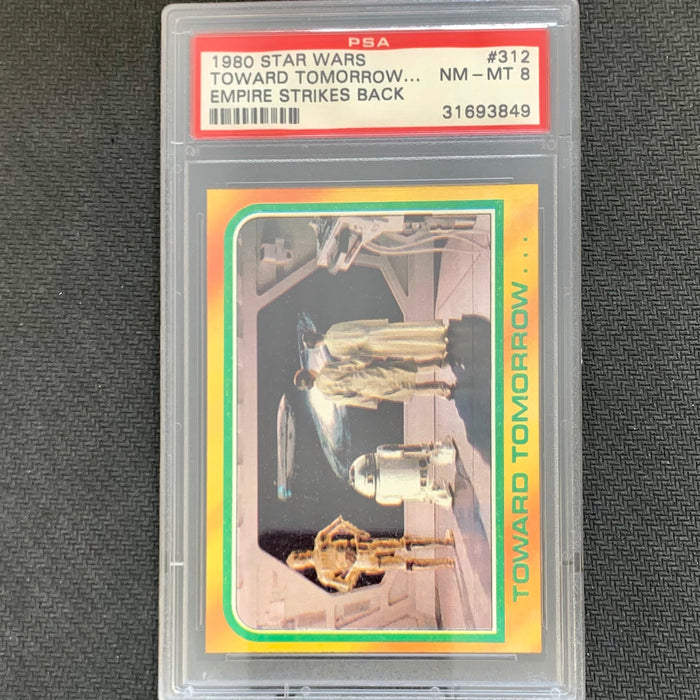 PSA
1980 STAR WARS #312
TOWARD TOMORROW... NM - MT 8
EMPIRE STRIKES BACK
31693849
TOWARD TOMORROW...